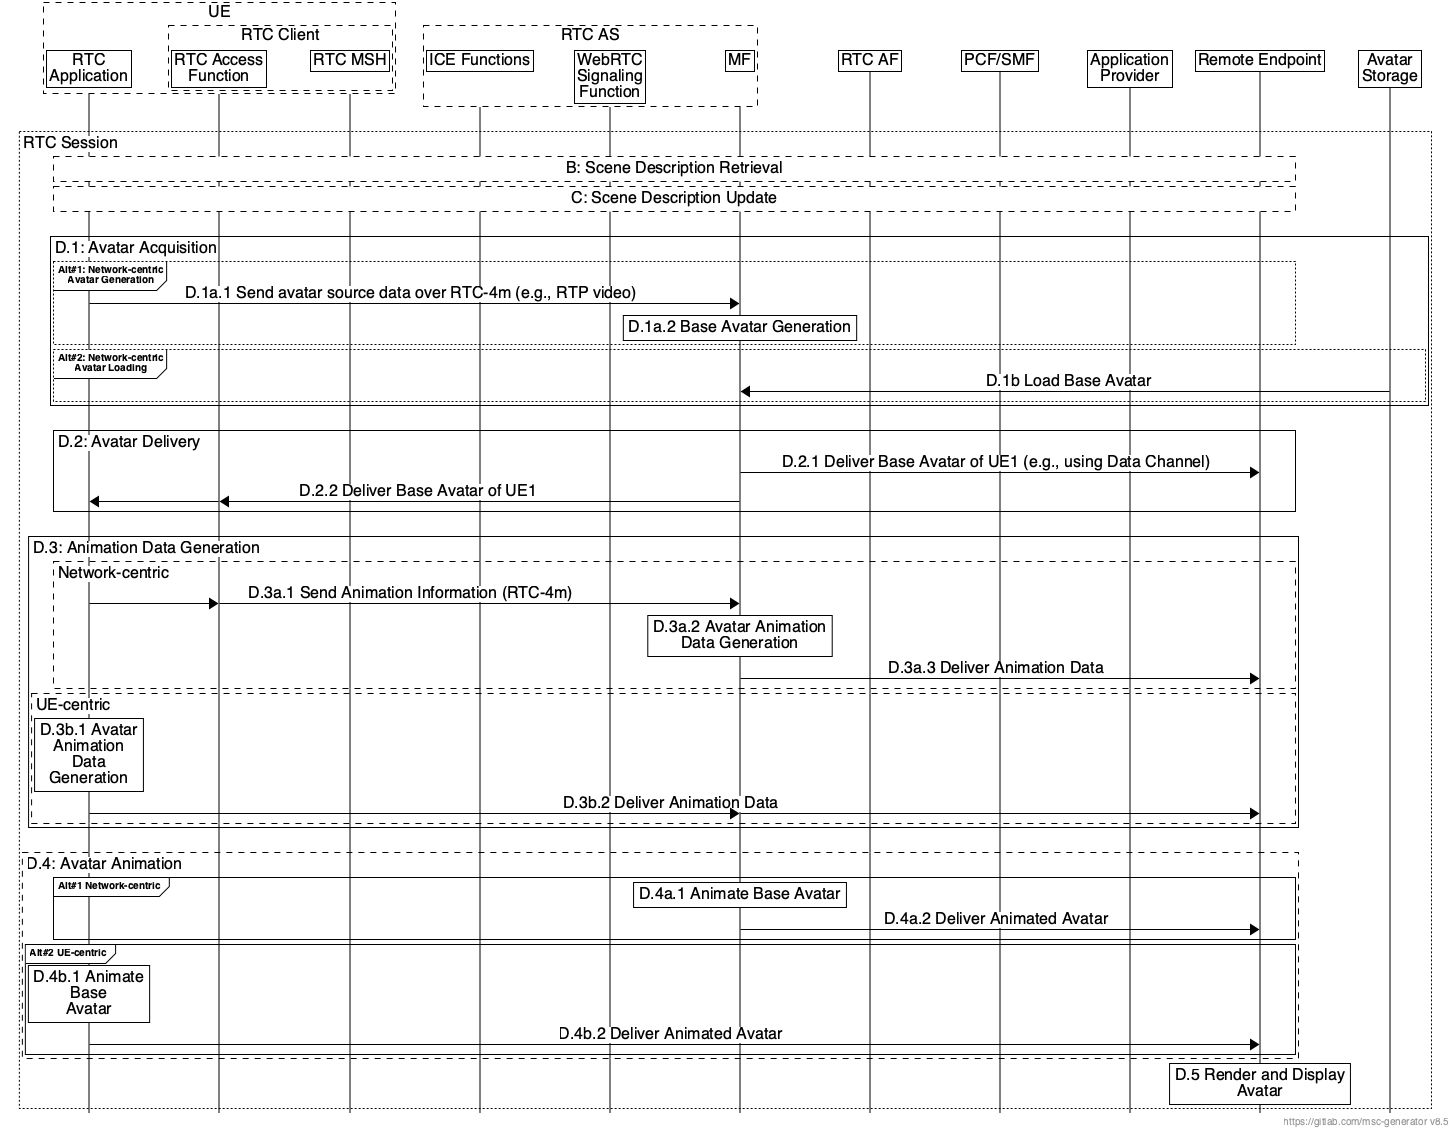 UE
RTC Client
RTC AS
RTC
Application
RTC Access
Function
RTC MSH
ICE Functions
WebRTC
Signaling
Function
MF
RTC AF
PCF/SMF
Application
Provider
Remote Endpoint
Avatar
Storage
RTC Session
B: Scene Description Retrieval
C: Scene Description Update
D.1: Avatar Acquisition
Alt#1: Network-centric
Avatar Generation
D.1a.1 Send avatar source data over RTC-4m (e.g., RTP video)
D.1a.2 Base Avatar Generation
Alt#2: Network-centric
Avatar Loading
D.1b Load Base Avatar
D.2: Avatar Delivery
D.2.1 Deliver Base Avatar of UE1 (e.g., using Data Channel)
D.2.2 Deliver Base Avatar of UE1
D.3: Animation Data Generation
Network-centric
D.3a.1 Send Animation Information (RTC-4m)
D.3a.2 Avatar Animation
Data Generation
D.3a.3 Deliver Animation Data
UE-centric
D.3b.1 Avatar
Animation
Data
Generation
D.3b.2 Deliver Animation Data
D.4: Avatar Animation
Alt#1 Network-centric
D.4a.1 Animate Base Avatar
D.4a.2 Deliver Animated Avatar
Alt#2 UE-centric
D.4b.1 Animate
Base
Avatar
D.4b.2 Deliver Animated Avatar
D.5 Render and Display
Avatar
https://gitlab.com/msc-generator v8.5